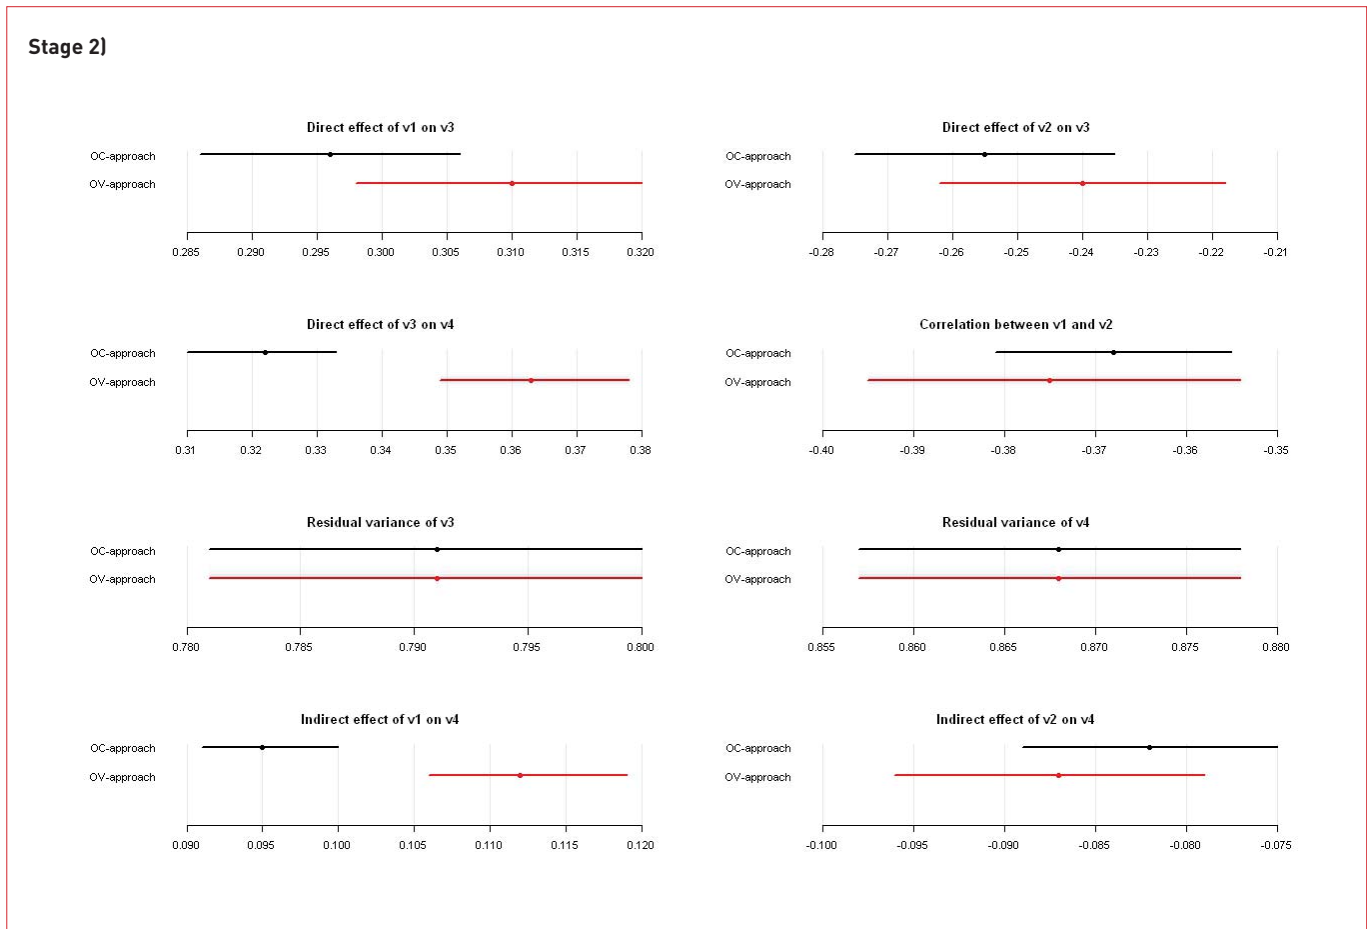 Stage 2)
Direct effect of v1 on v3
OC-approach
OV-approach
0.285 0.290 0.295 0.300 0.305 0.310 0.315 0.320
Direct effect of v2 on v3
OC-approach
OV-approach
-0.28 -0.27 -0.26 -0.25 -0.24 -0.23 -0.22 -0.21
Direct effect of v3 on v4
OC-approach
OV-approach
0.31 0.32 0.33 0.34 0.35 0.36 0.37 0.38
Correlation between v1 and v2
OC-approach
OV-approach
-0.40 -0.39 -0.38 -0.37 -0.36 -0.35
Residual variance of v3
OC-approach
OV-approach
0.780 0.785 0.790 0.795 0.800
Residual variance of v4
OC-approach
OV-approach
0.855 0.860 0.865 0.870 0.875 0.880
Indirect effect of v1 on v4
OC-approach
OV-approach
0.090 0.095 0.100 0.105 0.110 0.115 0.120
Indirect effect of v2 on v4
OC-approach
OV-approach
-0.100 -0.095 -0.090 -0.085 -0.080 -0.075